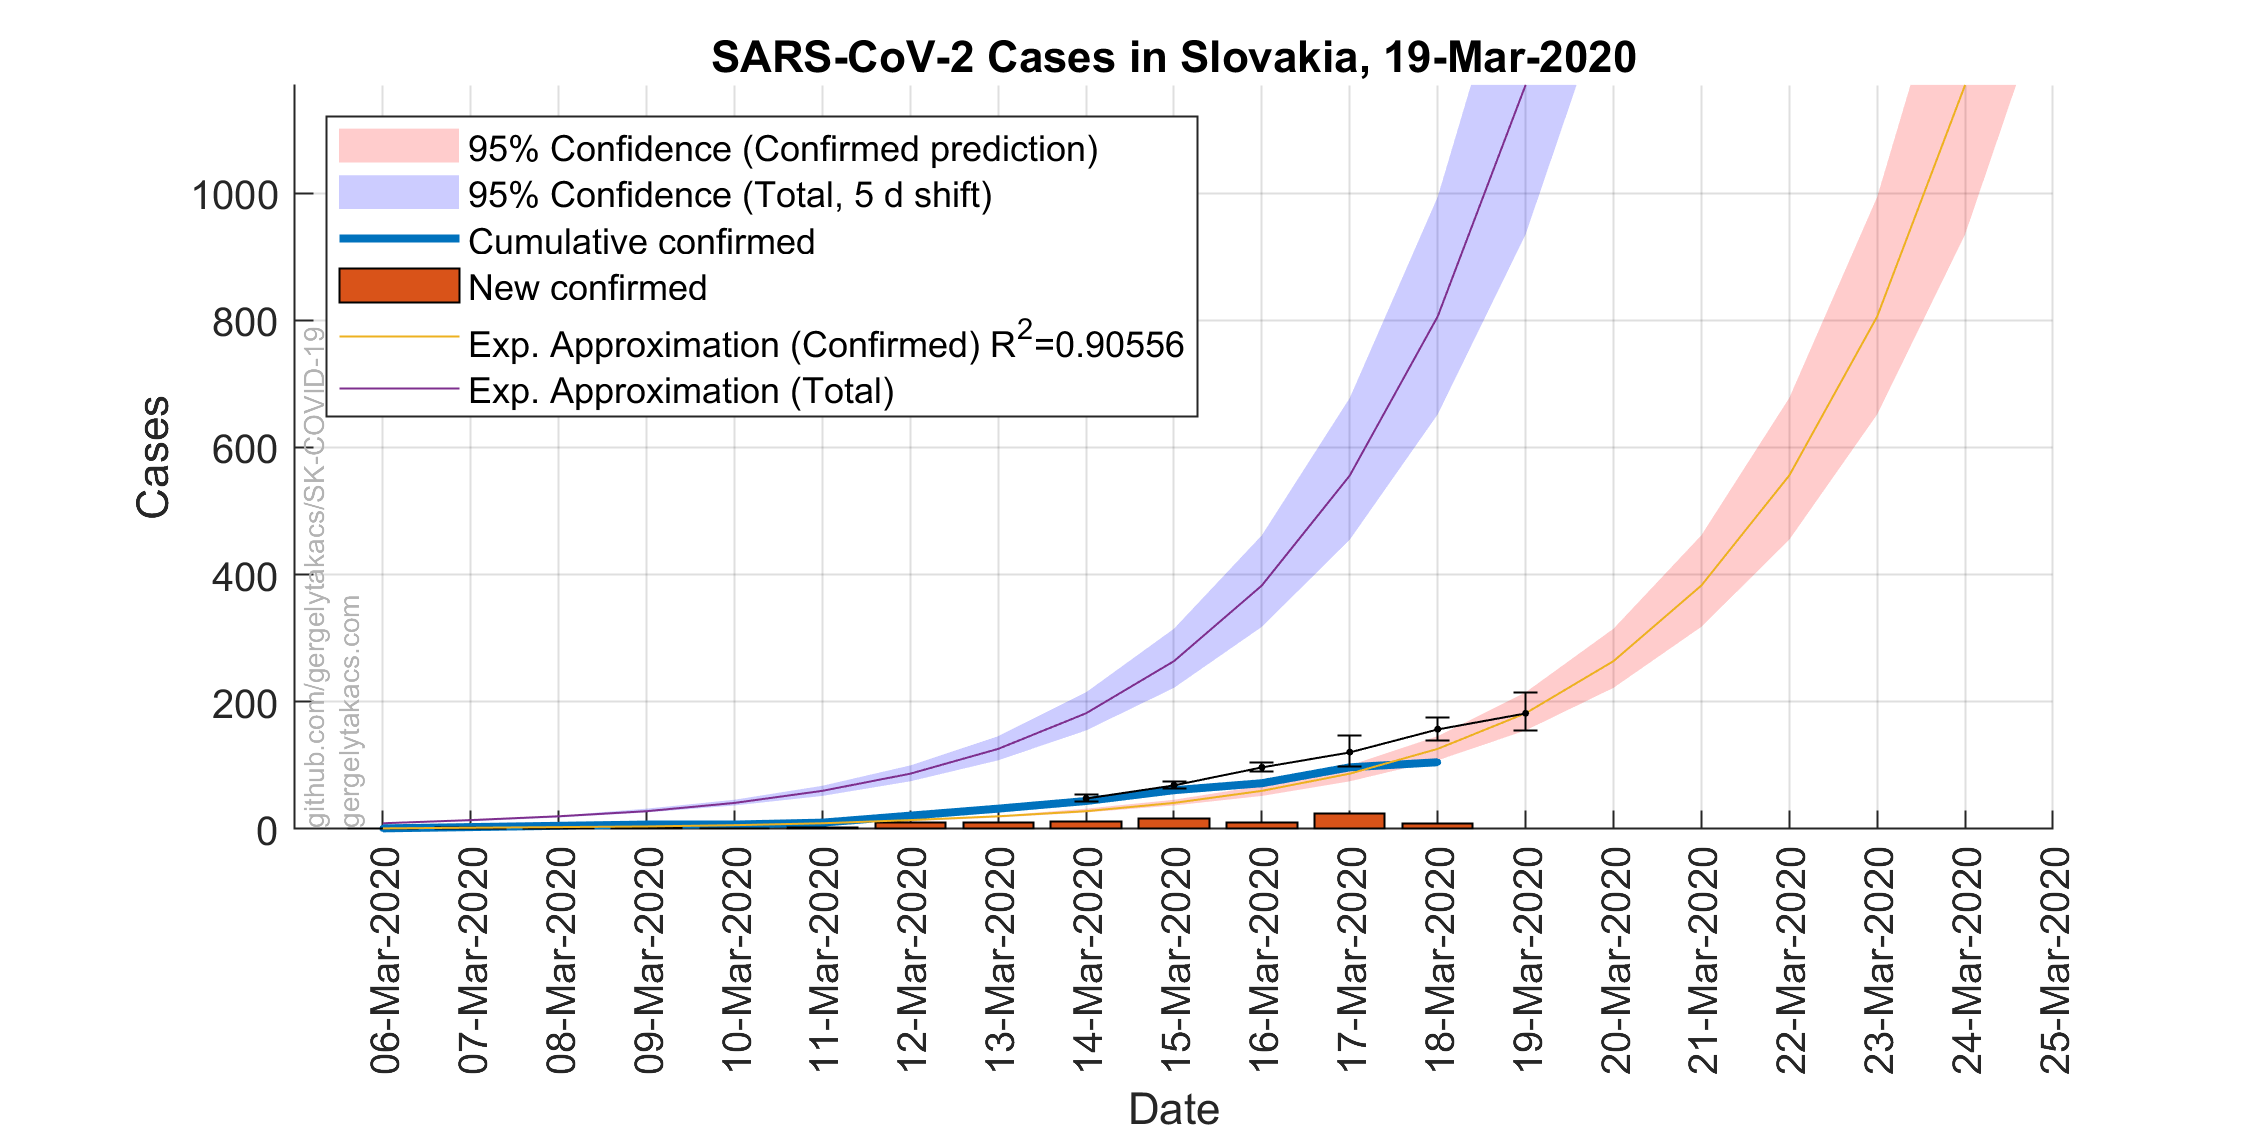 SARS-CoV-2 Cases in Slovakia, 19-Mar-2020
95% Confidence (Confirmed prediction)
95% Confidence (Total, 5 d shift)
Cumulative confirmed
New confirmed
Exp. Approximation (Confirmed) R²=0.90556
Exp. Approximation (Total)
Cases
1000
800
600
400
200
0
github.com/gergelytakacs/SK-COVID-19
gergelytakacs.com
06-Mar-2020
07-Mar-2020
08-Mar-2020
09-Mar-2020
10-Mar-2020
11-Mar-2020
12-Mar-2020
13-Mar-2020
14-Mar-2020
15-Mar-2020
16-Mar-2020
17-Mar-2020
18-Mar-2020
19-Mar-2020
20-Mar-2020
21-Mar-2020
22-Mar-2020
23-Mar-2020
24-Mar-2020
25-Mar-2020
Date